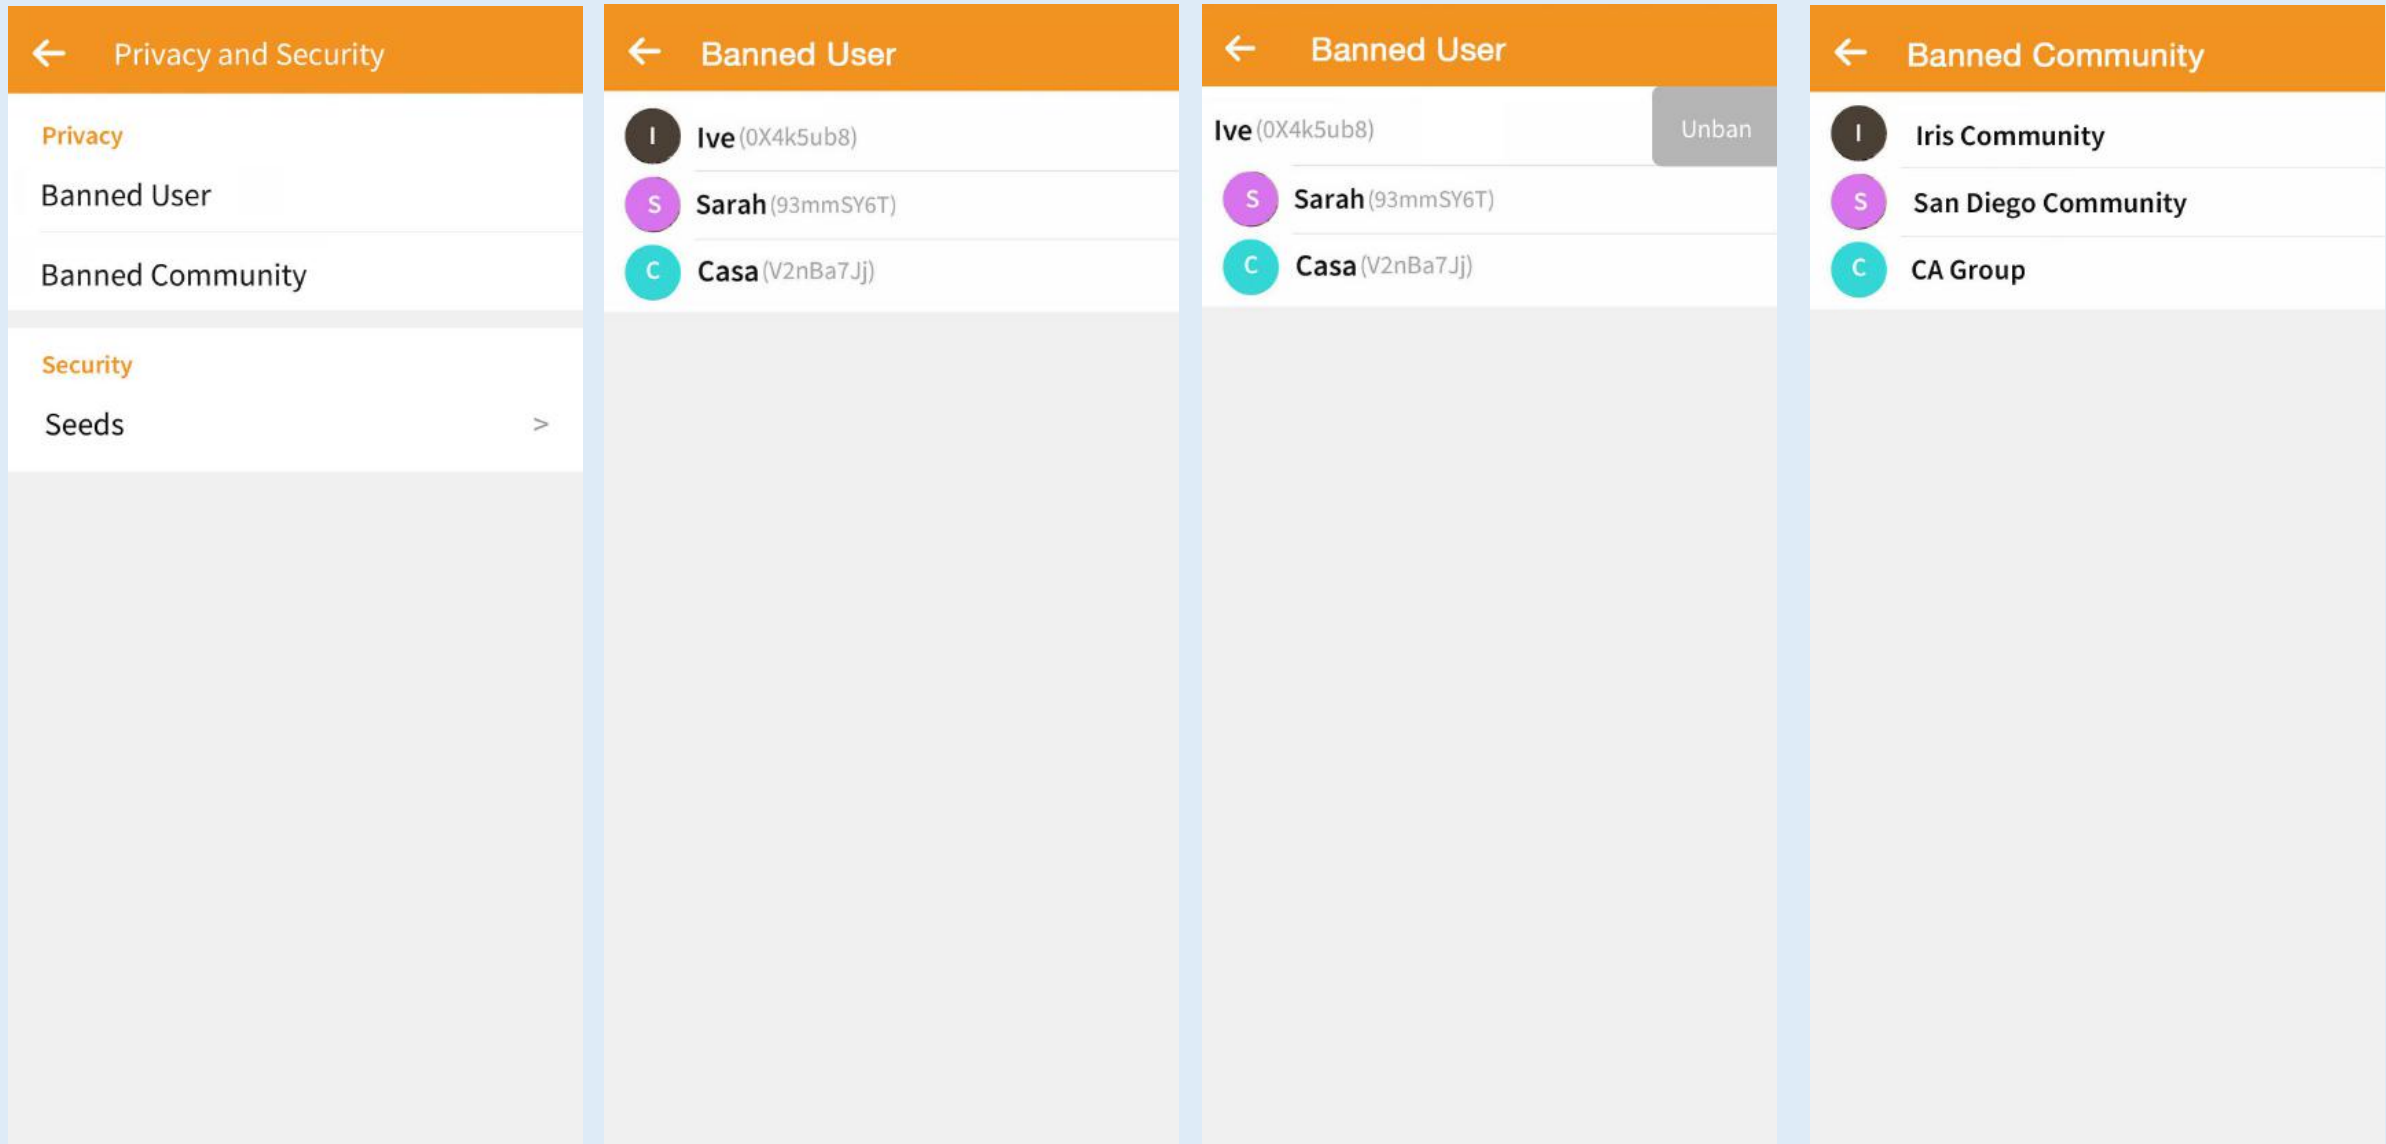 ← Privacy and Security
Privacy
Banned User
Banned Community
Security
Seeds >
← Banned User
I Ive (0X4k5ub8)
S Sarah (93mmSY6T)
C Casa (V2nBa7Jj)
← Banned User
Ive (0X4k5ub8) Unban
S Sarah (93mmSY6T)
C Casa (V2nBa7Jj)
← Banned Community
I Iris Community
S San Diego Community
C CA Group